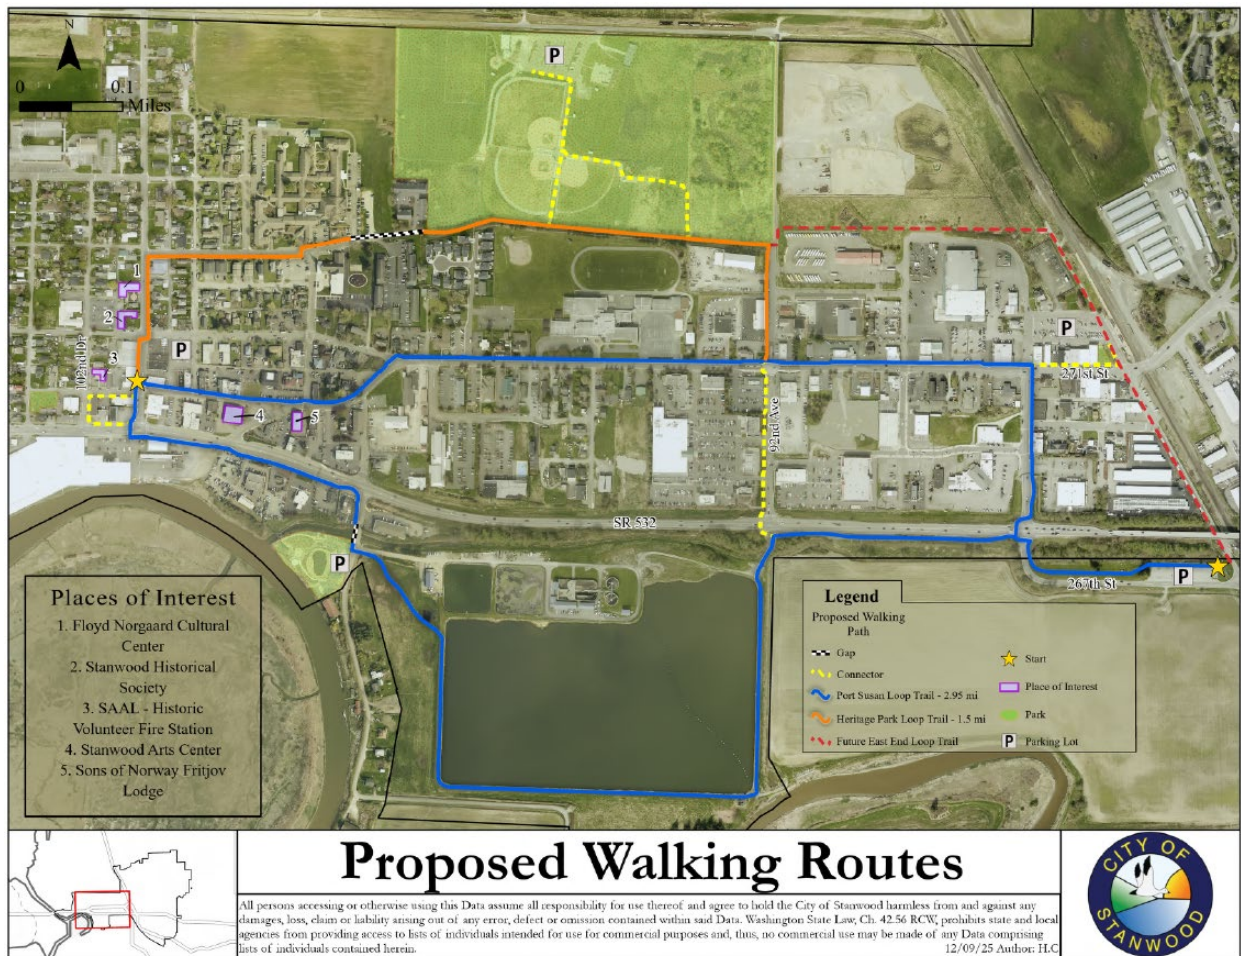 N
0 0.1
Miles
P
1
2
P
3
102nd Dr
4
5
P
271st St
92nd Ave
SR 532
P
267th St
P
Places of Interest
1. Floyd Norgaard Cultural
Center
2. Stanwood Historical
Society
3. SAAL - Historic
Volunteer Fire Station
4. Stanwood Arts Center
5. Sons of Norway Fritjov
Lodge
Legend
Proposed Walking
Path
Gap
Connector
Port Susan Loop Trail - 2.95 mi
Heritage Park Loop Trail - 1.5 mi
Future East End Loop Trail
Start
Place of Interest
Park
P Parking Lot
Proposed Walking Routes
All persons accessing or otherwise using this Data assume all responsibility for use thereof and agree to hold the City of Stanwood harmless from and against any
damages, loss, claim or liability arising out of any error, defect or omission contained within said Data. Washington State Law, Ch. 42.56 RCW, prohibits state and local
agencies from providing access to lists of individuals intended for use for commercial purposes and, thus, no commercial use may be made of any Data comprising
lists of individuals contained herein.
12/09/25 Author: H.C
CITY OF
STANWOOD